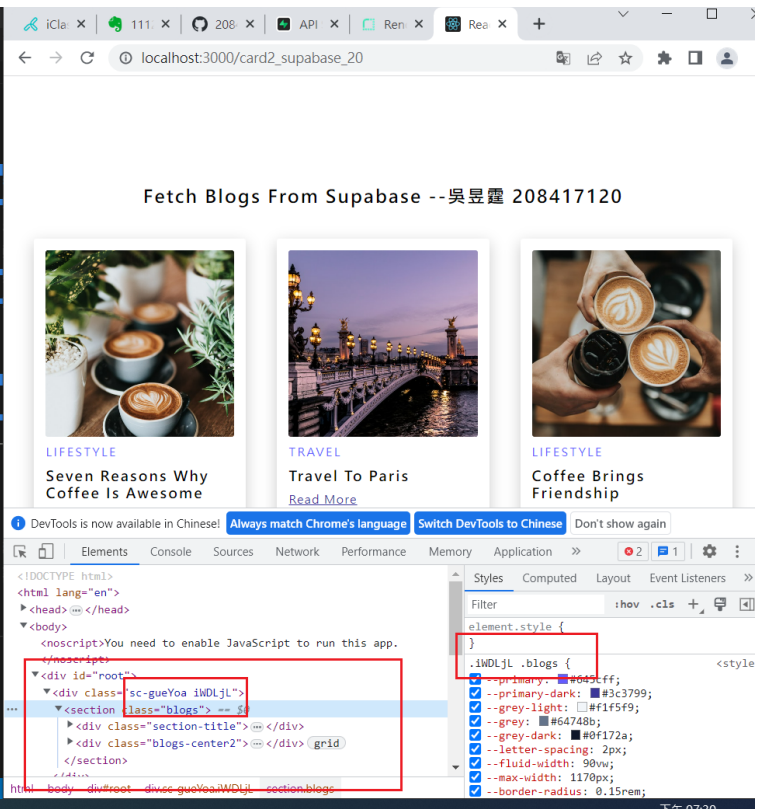 iClas 111. 208- API Ren Rea
localhost:3000/card2_supabase_20
Fetch Blogs From Supabase --吳昱霆 208417120
LIFESTYLE TRAVEL LIFESTYLE
Seven Reasons Why Travel To Paris Coffee Brings
Coffee Is Awesome Read More Friendship
DevTools is now available in Chinese! Always match Chrome's language Switch DevTools to Chinese Don't show again
Elements Console Sources Network Performance Memory Application » 2 1
<!DOCTYPE html> Styles Computed Layout Event Listeners »
<html lang="en"> Filter :hov .cls +
▶<head>…</head> element.style {
▼<body> }
<noscript>You need to enable JavaScript to run this app. .iWDLjL .blogs { <style
</noscript> --primary: #645cff;
▼<div id="root"> --primary-dark: #3c3799;
▼<div class="sc-gueYoa iWDLjL"> --grey-light: #f1f5f9;
▼<section class="blogs"> == $0 --grey: #64748b;
▶<div class="section-title">…</div> --grey-dark: #0f172a;
▶<div class="blogs-center2">…</div> grid --letter-spacing: 2px;
</section> --fluid-width: 90vw;
</div> --max-width: 1170px;
html body div#root div.sc-gueYoa.iWDLjL section.blogs --border-radius: 0.15rem;
下午 07:30